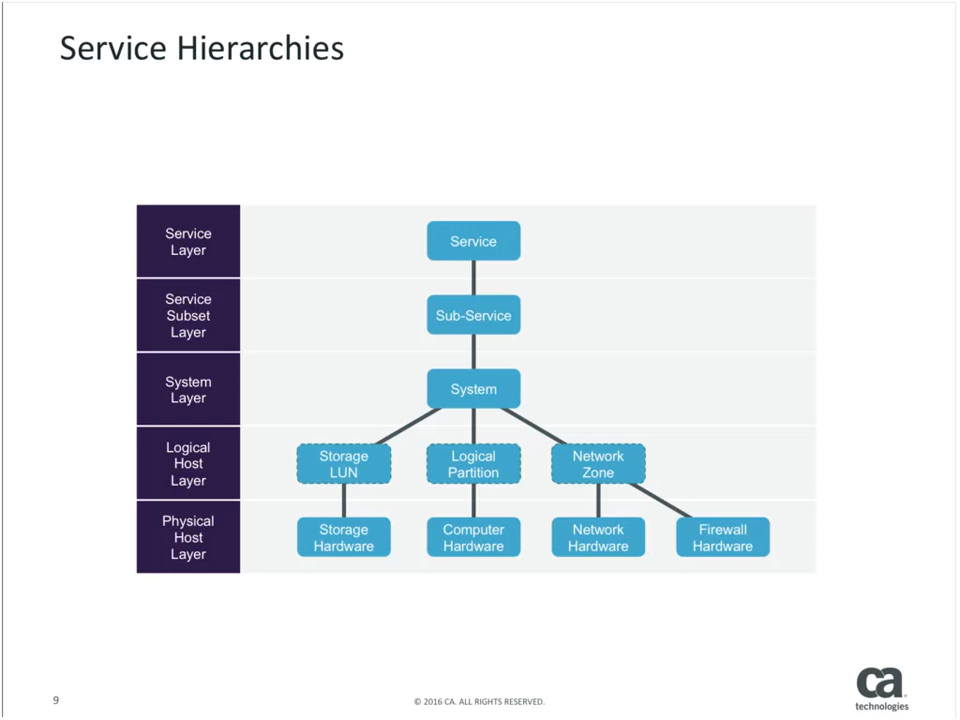 Service Hierarchies
Service
Layer
Service
Service
Subset
Layer
Sub-Service
System
Layer
System
Logical
Host
Layer
Storage
LUN
Logical
Partition
Network
Zone
Physical
Host
Layer
Storage
Hardware
Computer
Hardware
Network
Hardware
Firewall
Hardware
9
© 2016 CA. ALL RIGHTS RESERVED.
ca
technologies